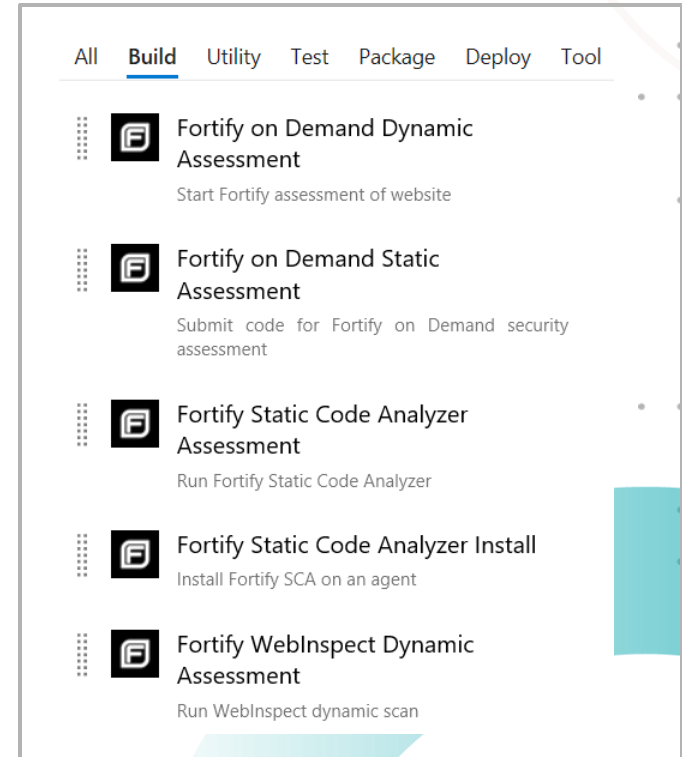 All Build Utility Test Package Deploy Tool
Fortify on Demand Dynamic
Assessment
Start Fortify assessment of website
Fortify on Demand Static
Assessment
Submit code for Fortify on Demand security
assessment
Fortify Static Code Analyzer
Assessment
Run Fortify Static Code Analyzer
Fortify Static Code Analyzer Install
Install Fortify SCA on an agent
Fortify WebInspect Dynamic
Assessment
Run WebInspect dynamic scan